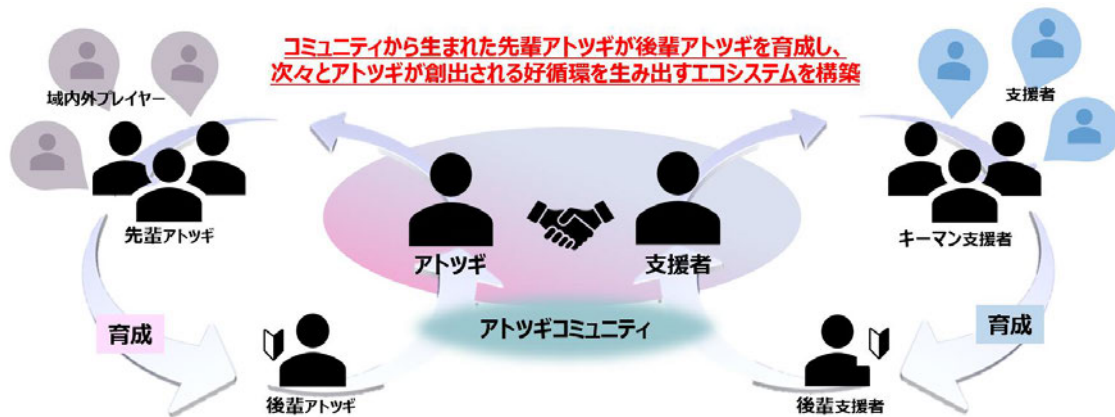 コミュニティから生まれた先輩アトツギが後輩アトツギを育成し、
次々とアトツギが創出される好循環を生み出すエコシステムを構築
域内外プレイヤー
支援者
先輩アトツギ
キーマン支援者
アトツギ
支援者
アトツギコミュニティ
育成
育成
後輩アトツギ
後輩支援者